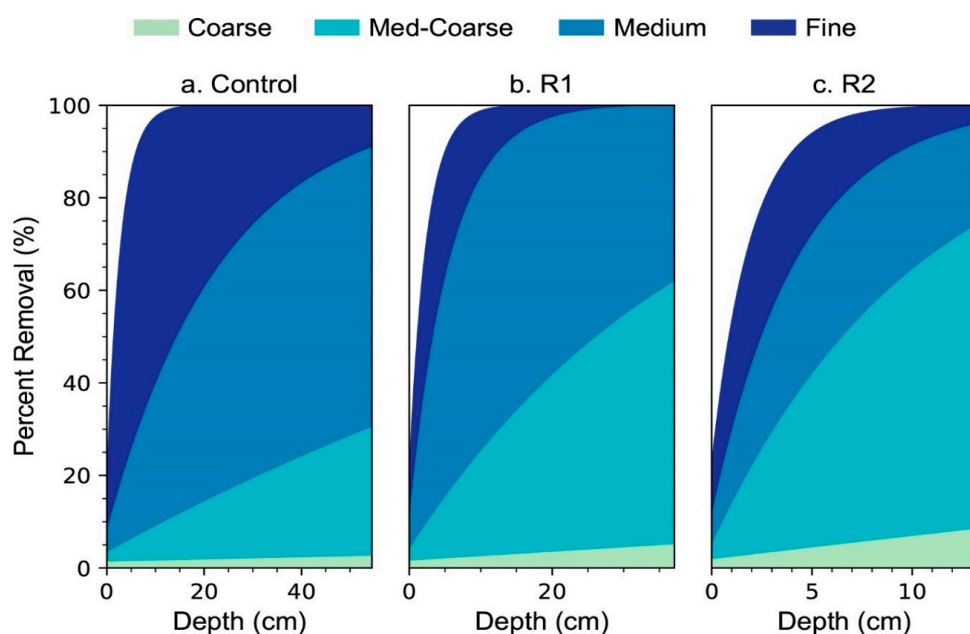 Coarse Med-Coarse Medium Fine
a. Control b. R1 c. R2
100
80
60
40
20
0
Percent Removal (%)
0 20 40 0 20 0 5 10
Depth (cm) Depth (cm) Depth (cm)